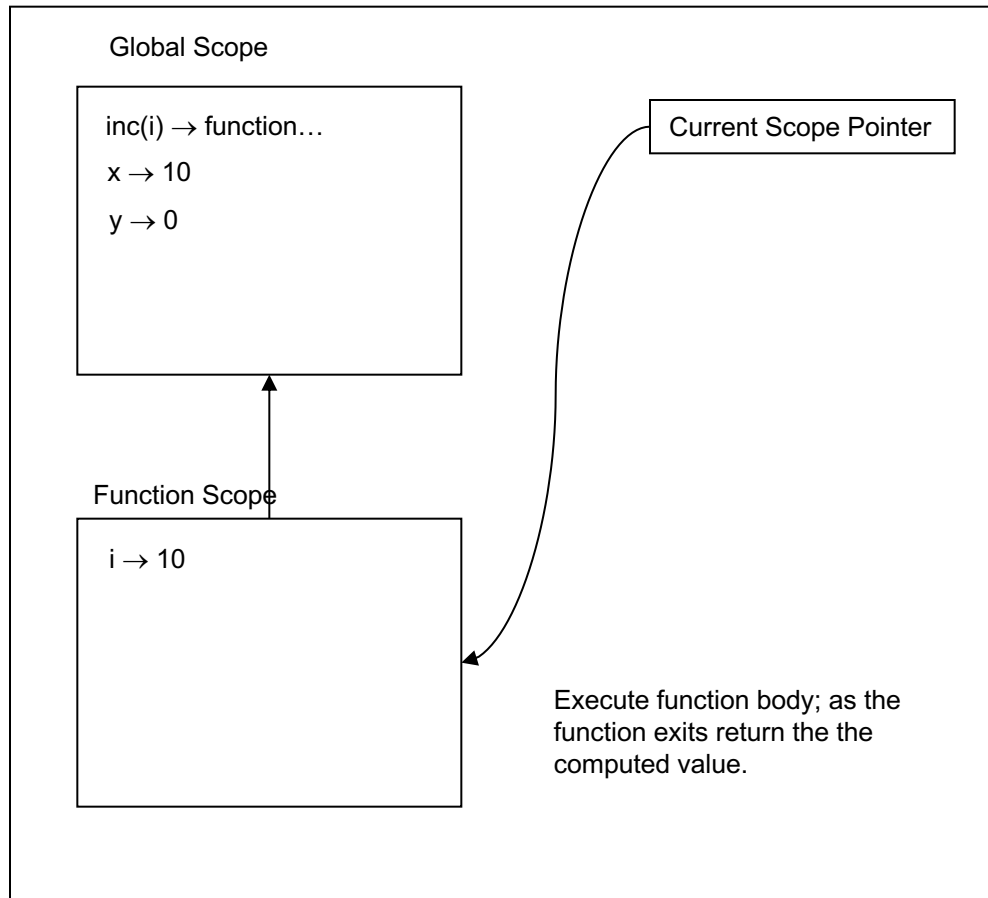 Global Scope
inc(i) → function…
x → 10
y → 0
Current Scope Pointer
Function Scope
i → 10
Execute function body; as the
function exits return the the
computed value.